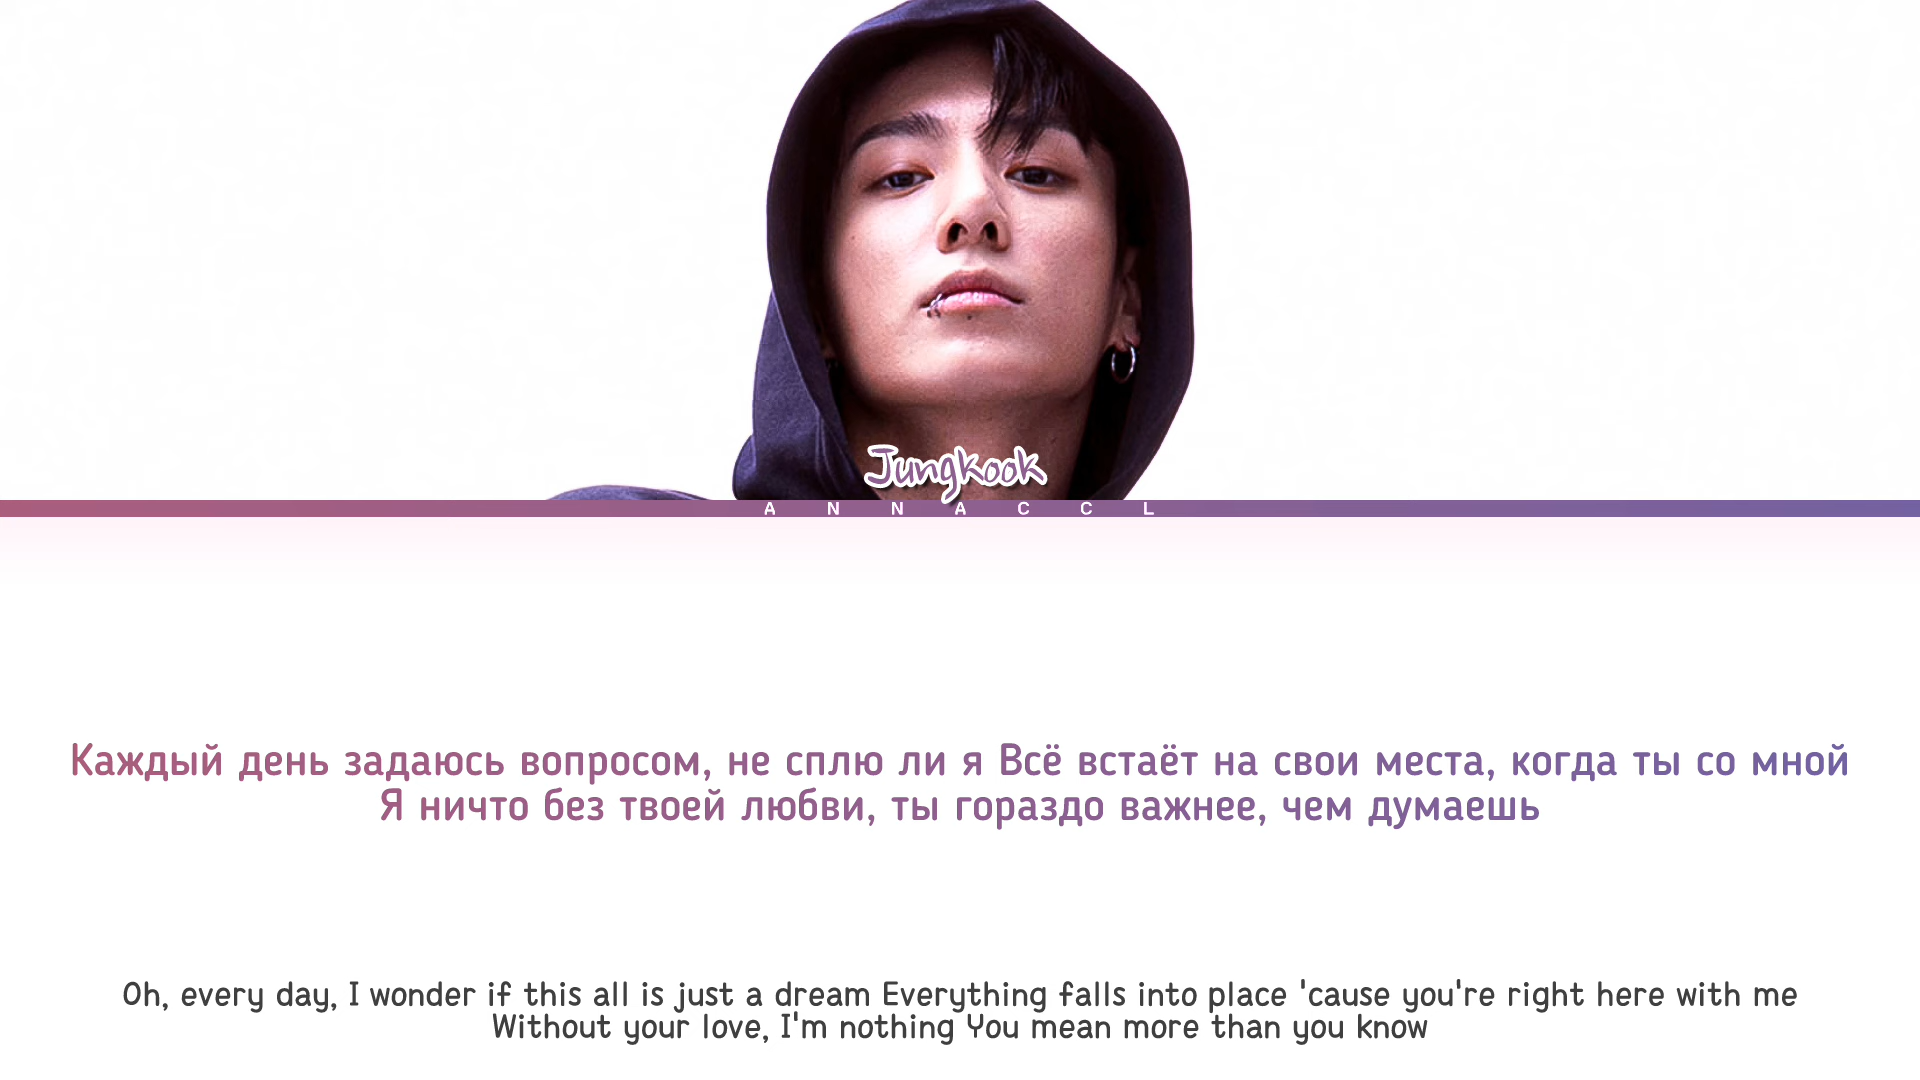 Jungkook
ANNACCL
Каждый день задаюсь вопросом, не сплю ли я Всё встаёт на свои места, когда ты со мной
Я ничто без твоей любви, ты гораздо важнее, чем думаешь
Oh, every day, I wonder if this all is just a dream Everything falls into place 'cause you're right here with me
Without your love, I'm nothing You mean more than you know